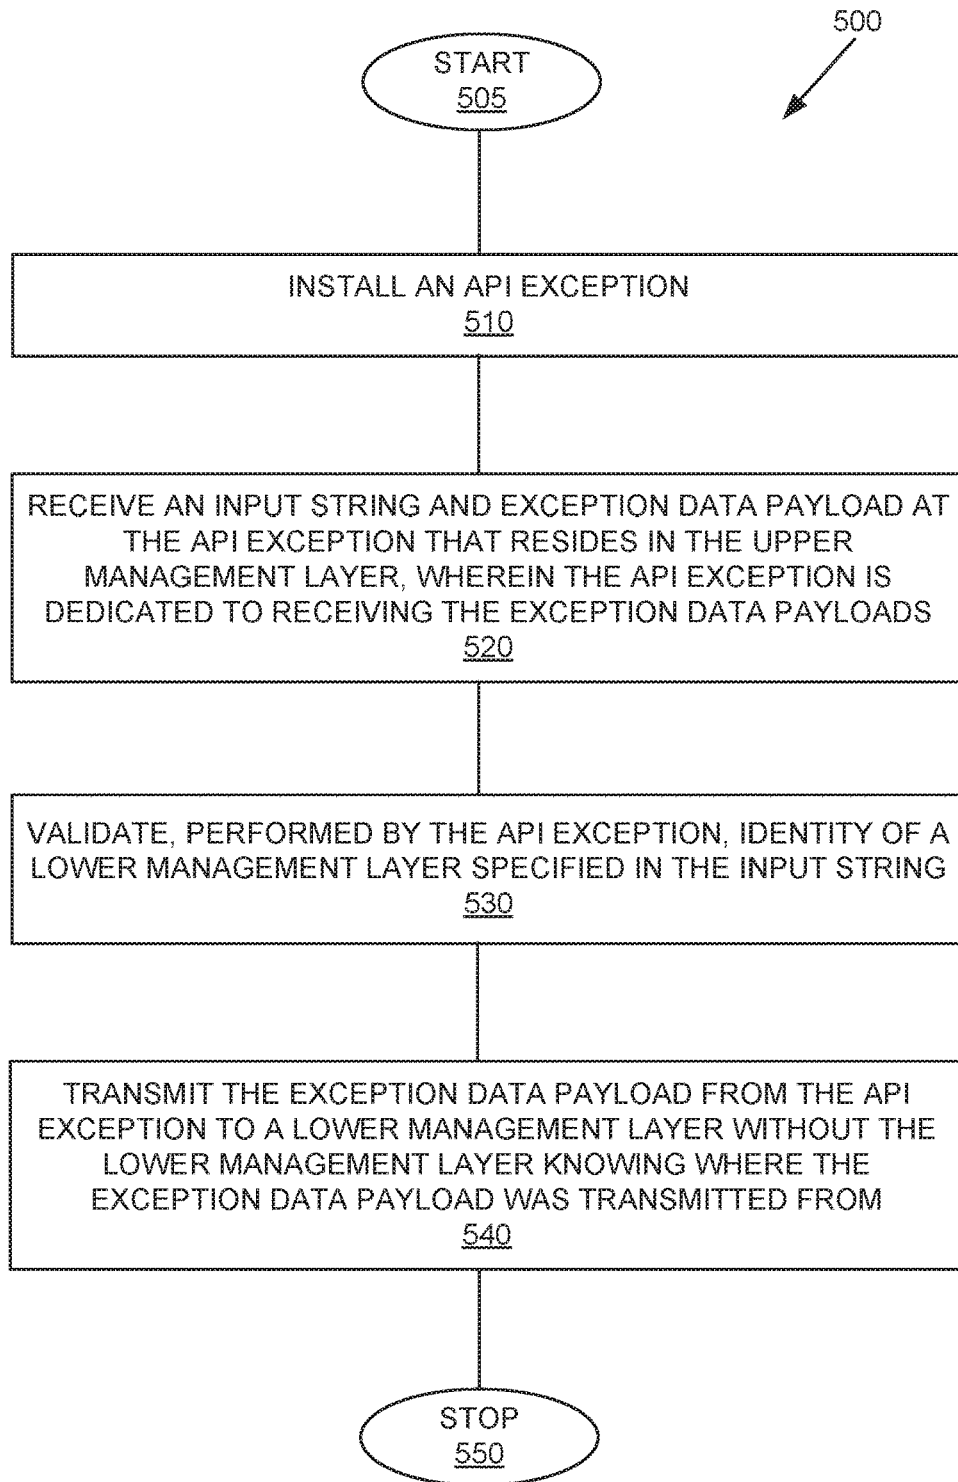 500
START
505
INSTALL AN API EXCEPTION
510
RECEIVE AN INPUT STRING AND EXCEPTION DATA PAYLOAD AT
THE API EXCEPTION THAT RESIDES IN THE UPPER
MANAGEMENT LAYER, WHEREIN THE API EXCEPTION IS
DEDICATED TO RECEIVING THE EXCEPTION DATA PAYLOADS
520
VALIDATE, PERFORMED BY THE API EXCEPTION, IDENTITY OF A
LOWER MANAGEMENT LAYER SPECIFIED IN THE INPUT STRING
530
TRANSMIT THE EXCEPTION DATA PAYLOAD FROM THE API
EXCEPTION TO A LOWER MANAGEMENT LAYER WITHOUT THE
LOWER MANAGEMENT LAYER KNOWING WHERE THE
EXCEPTION DATA PAYLOAD WAS TRANSMITTED FROM
540
STOP
550